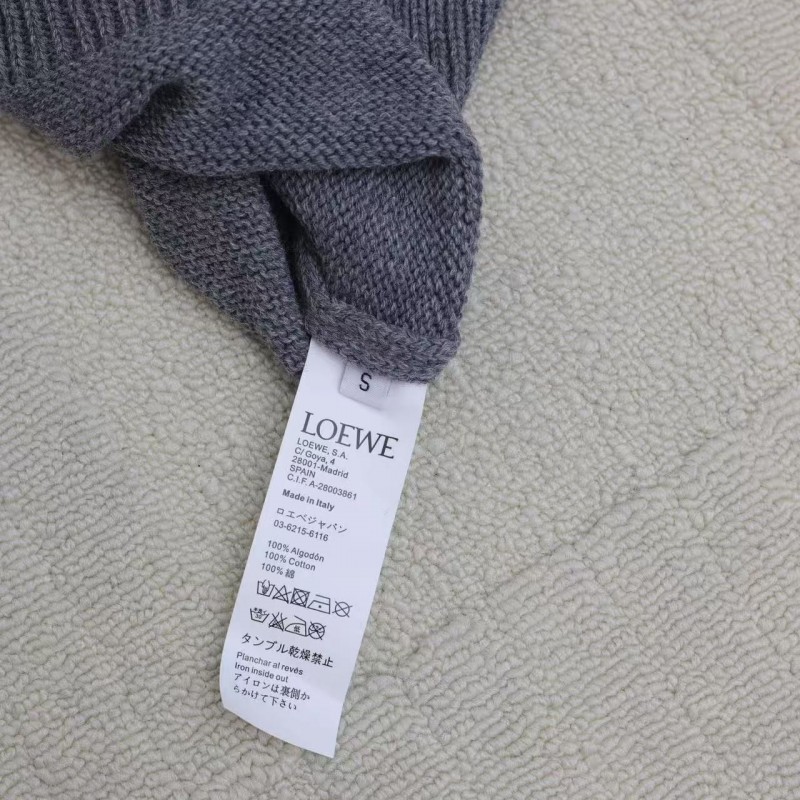 S
LOEWE
LOEWE, S.A.
C/ Goya, 4
28001-Madrid
SPAIN
C.I.F. A-28003861
Made in Italy
ロエベジャパン
03-6215-6116
100% Algodón
100% Cotton
100% 綿
タンブル乾燥禁止
Planchar al revés
Iron inside out
アイロンは裏側か
らかけて下さい